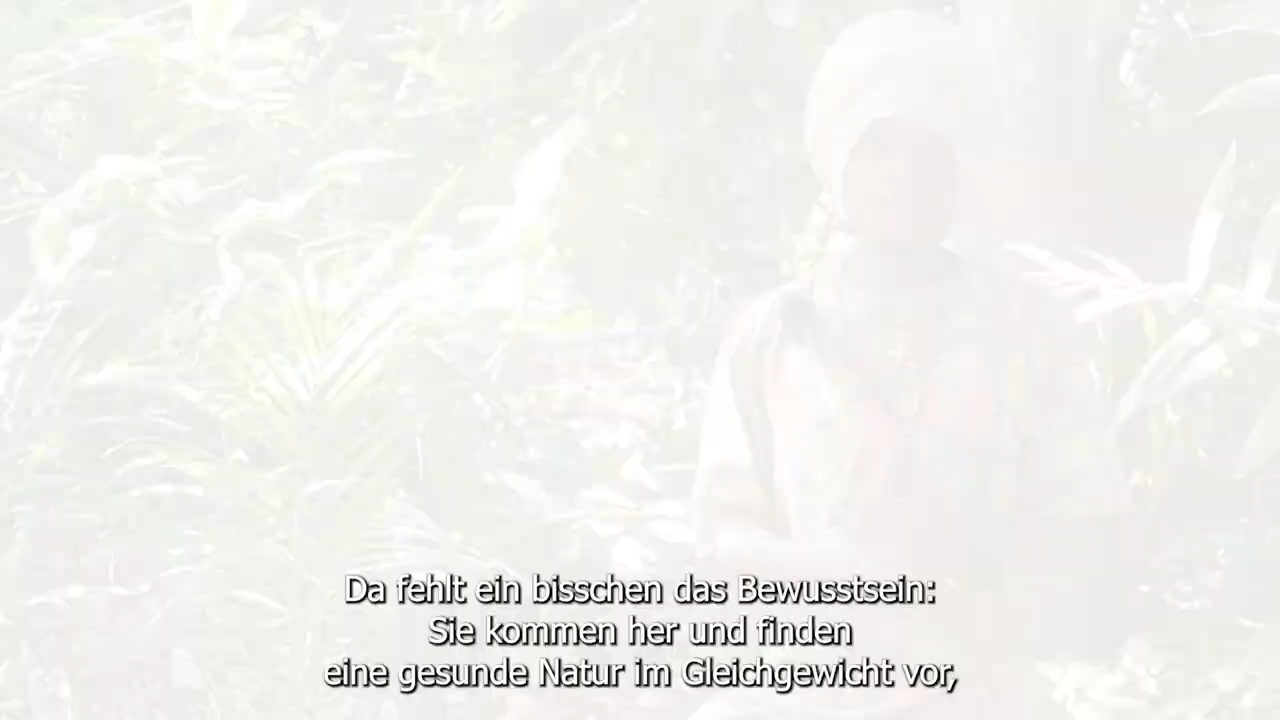 Da fehlt ein bisschen das Bewusstsein:
Sie kommen her und finden
eine gesunde Natur im Gleichgewicht vor,